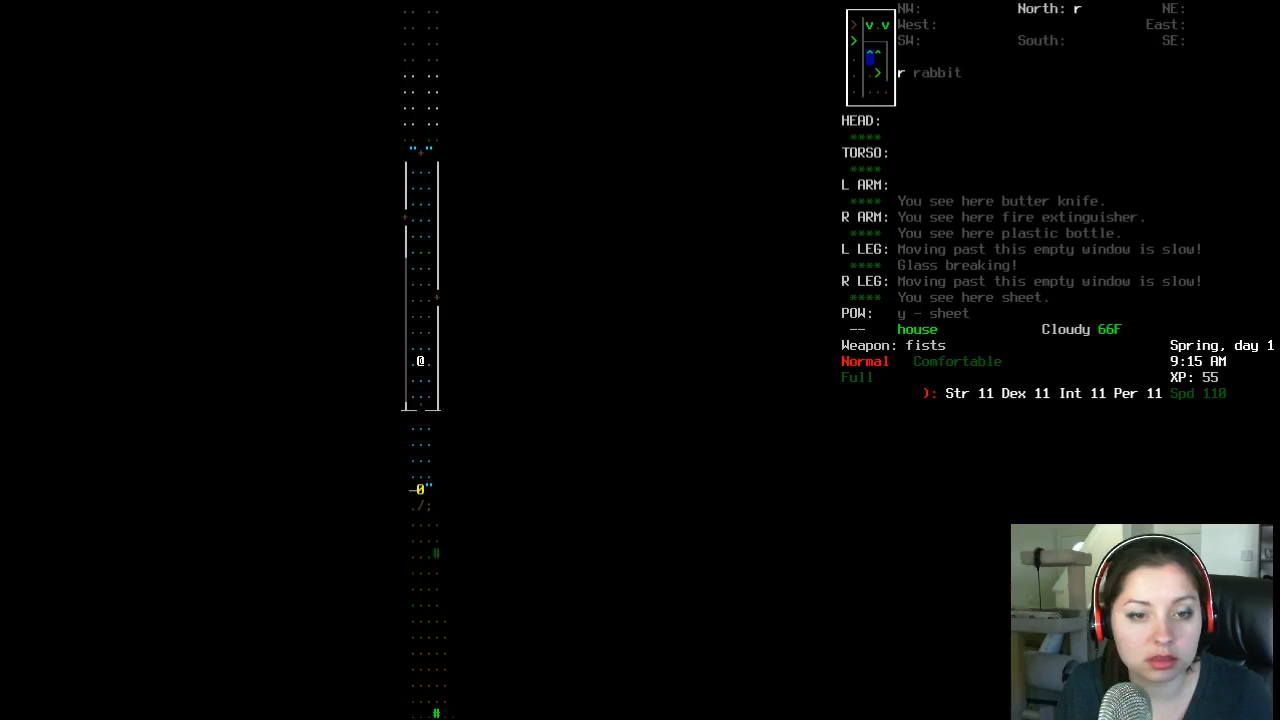 NW: North: r NE:
West: East:
SW: South: SE:
r rabbit
HEAD:
****
TORSO:
****
L ARM:
**** You see here butter knife.
R ARM: You see here fire extinguisher.
**** You see here plastic bottle.
L LEG: Moving past this empty window is slow!
**** Glass breaking!
R LEG: Moving past this empty window is slow!
**** You see here sheet.
POW: y - sheet
-- house Cloudy 66F
Weapon: fists Spring, day 1
Normal Comfortable 9:15 AM
Full XP: 55
): Str 11 Dex 11 Int 11 Per 11 Spd 110